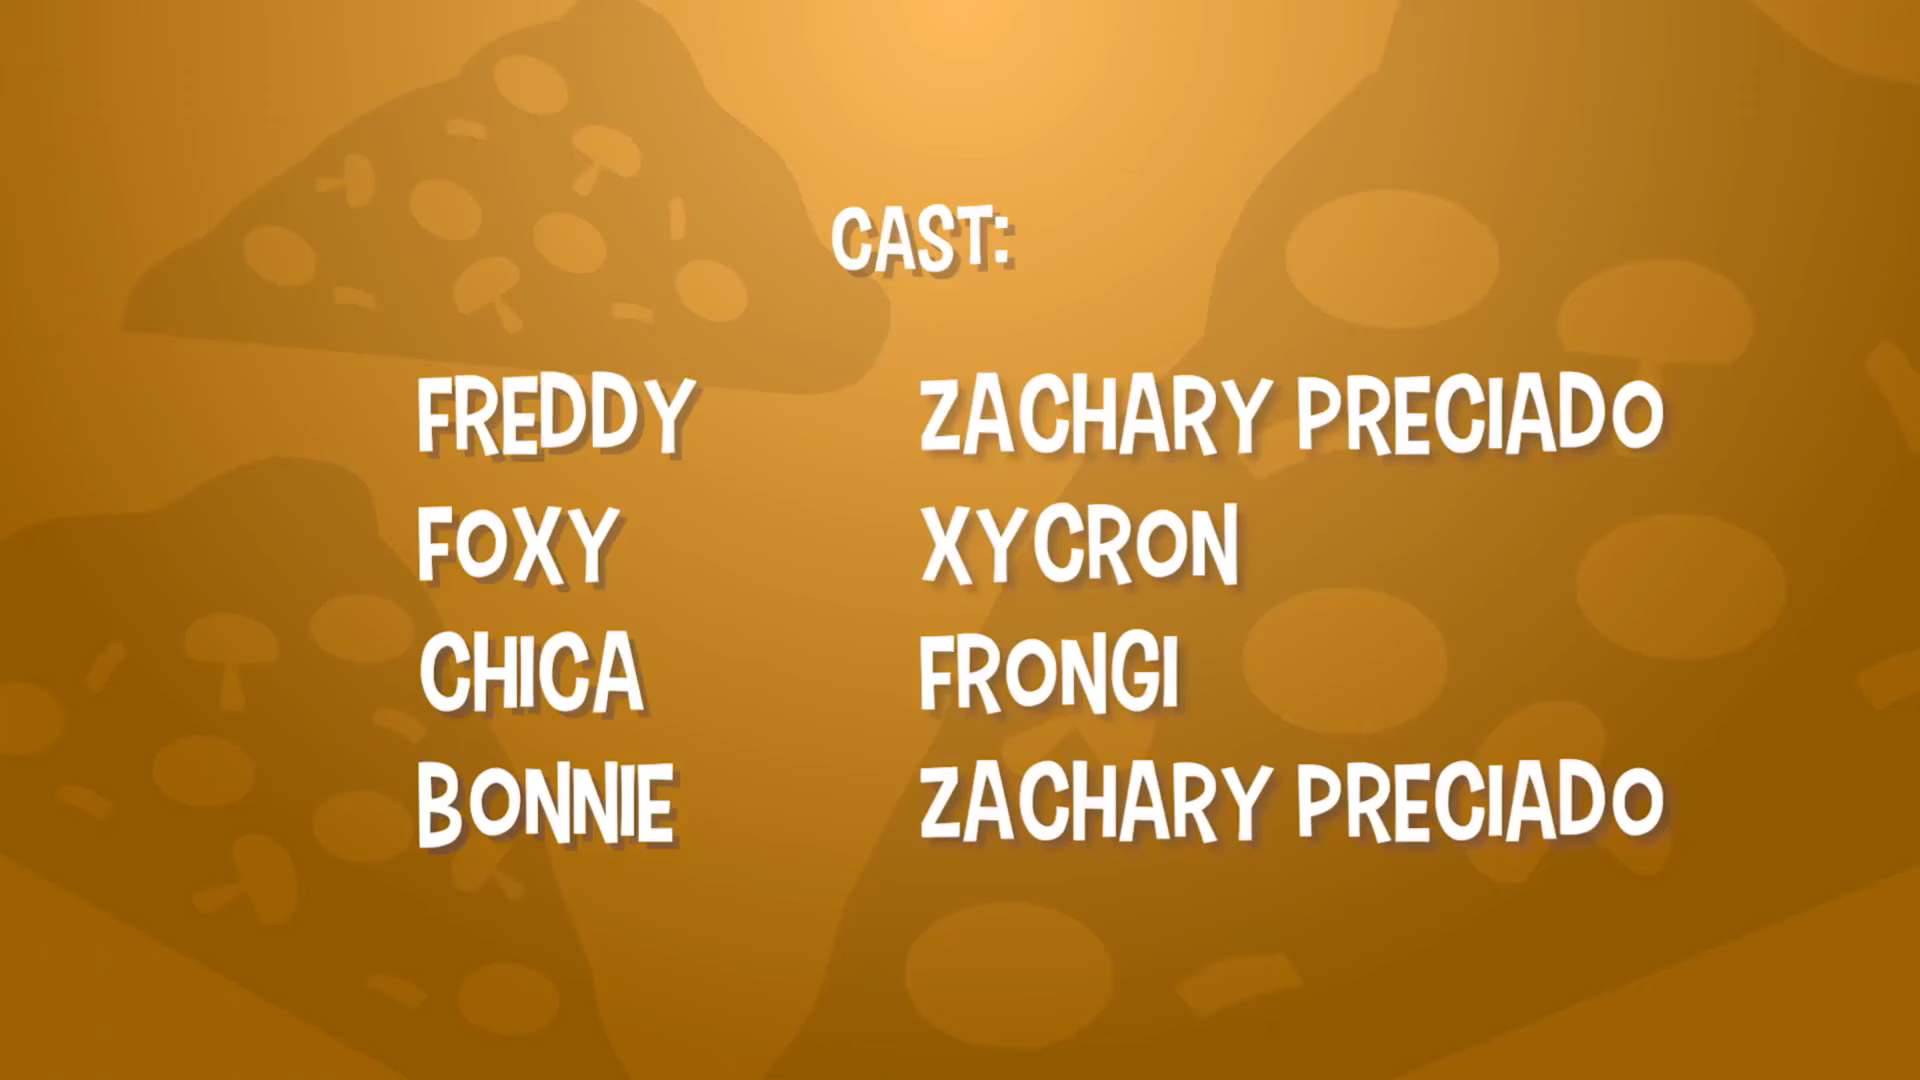 CAST:
FREDDY ZACHARY PRECIADO
FOXY XYCRON
CHICA FRONGI
BONNIE ZACHARY PRECIADO